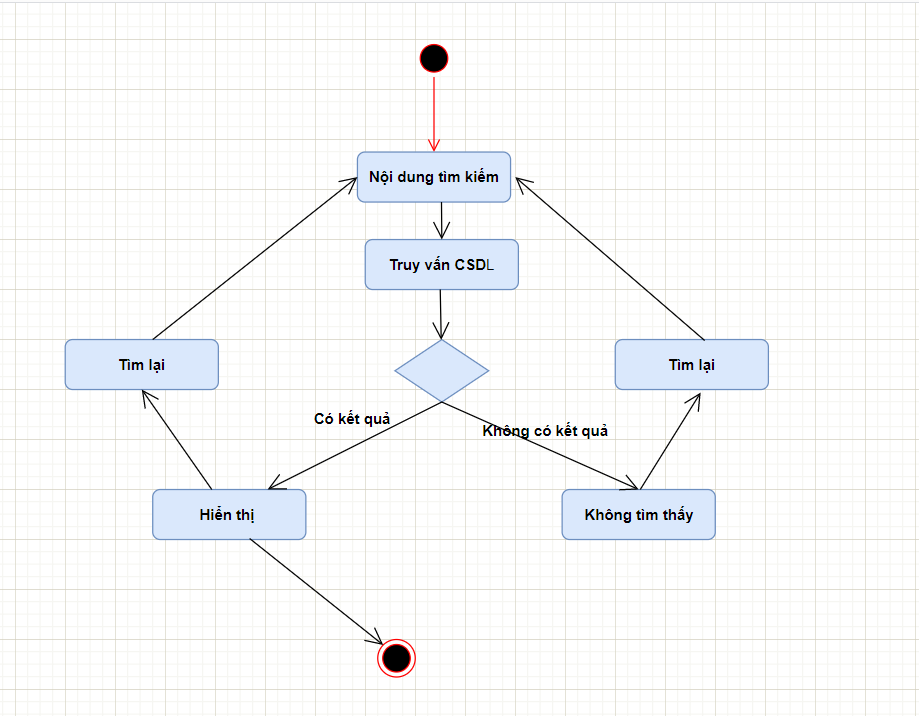 Nội dung tìm kiếm
Truy vấn CSDL
Tìm lại
Tìm lại
Có kết quả
Không có kết quả
Hiển thị
Không tìm thấy